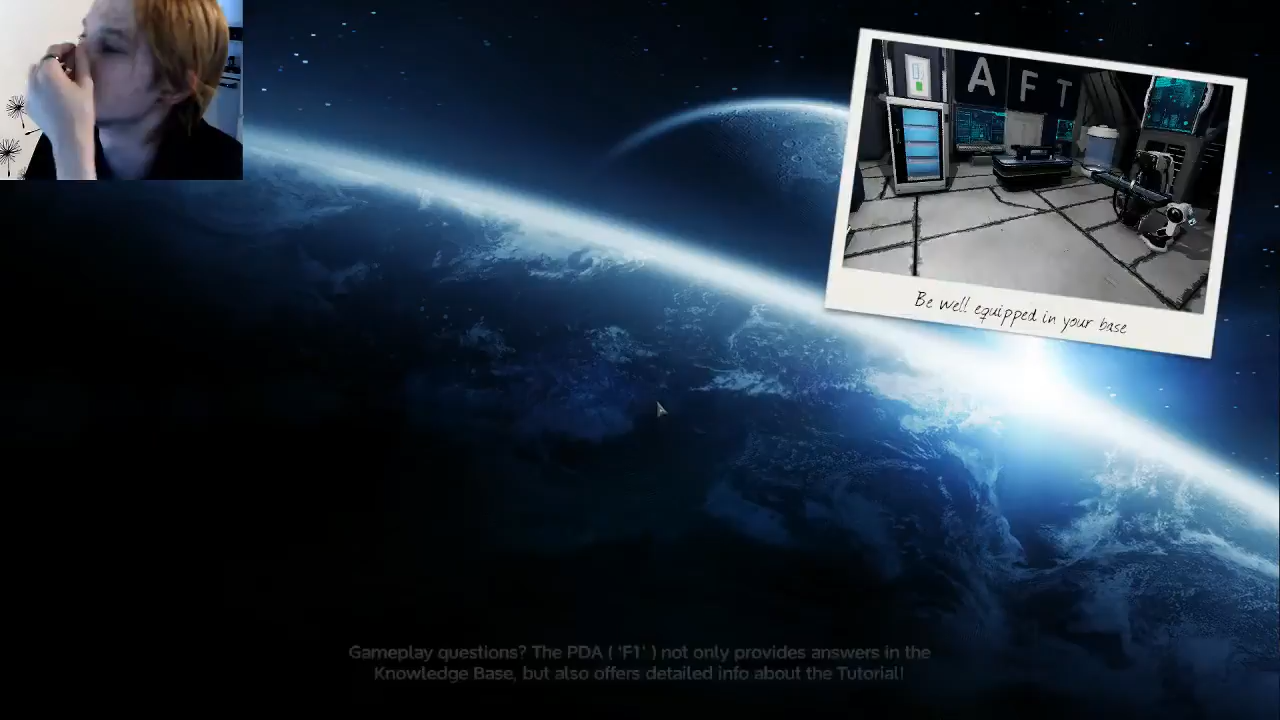 A F T
Be well equipped in your base
Gameplay questions? The PDA ( 'F1' ) not only provides answers in the
Knowledge Base, but also offers detailed info about the Tutorial!